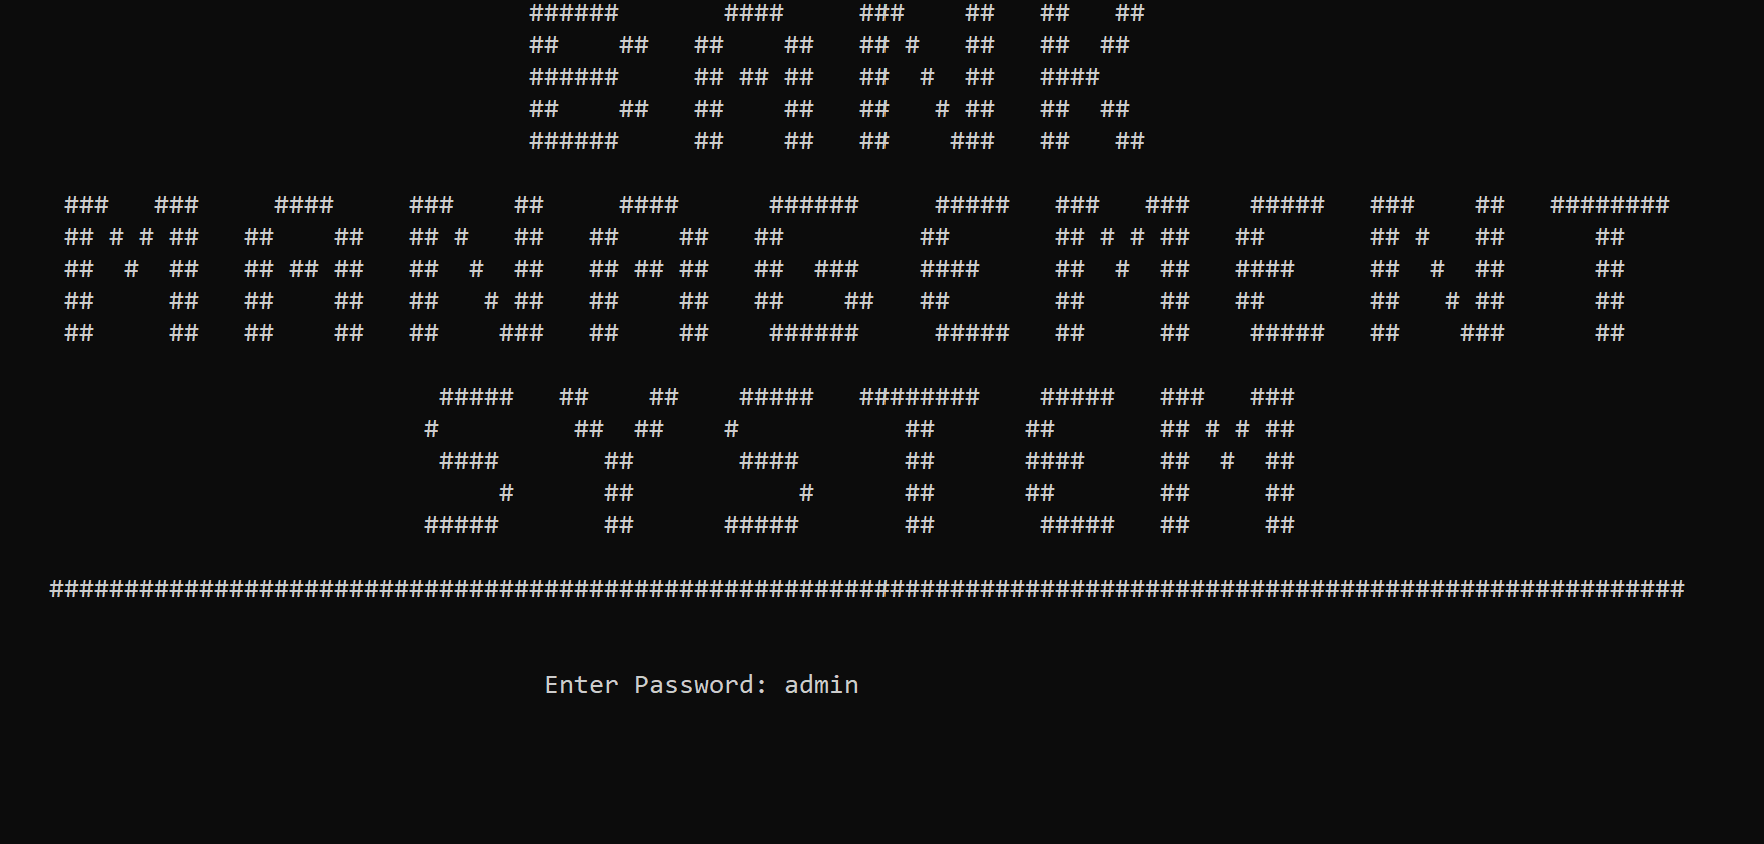 BANK
MANAGEMENT
SYSTEM
Enter Password: admin